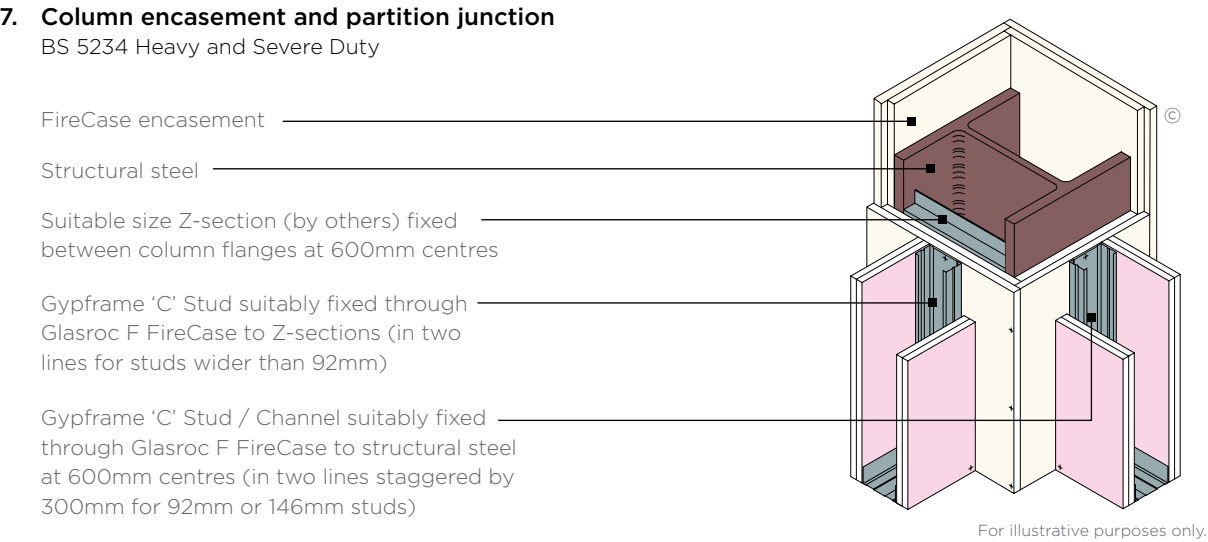 7. Column encasement and partition junction
BS 5234 Heavy and Severe Duty
FireCase encasement
©
Structural steel
Suitable size Z-section (by others) fixed
between column flanges at 600mm centres
Gypframe ‘C’ Stud suitably fixed through
Glasroc F FireCase to Z-sections (in two
lines for studs wider than 92mm)
Gypframe ‘C’ Stud / Channel suitably fixed
through Glasroc F FireCase to structural steel
at 600mm centres (in two lines staggered by
300mm for 92mm or 146mm studs)
For illustrative purposes only.